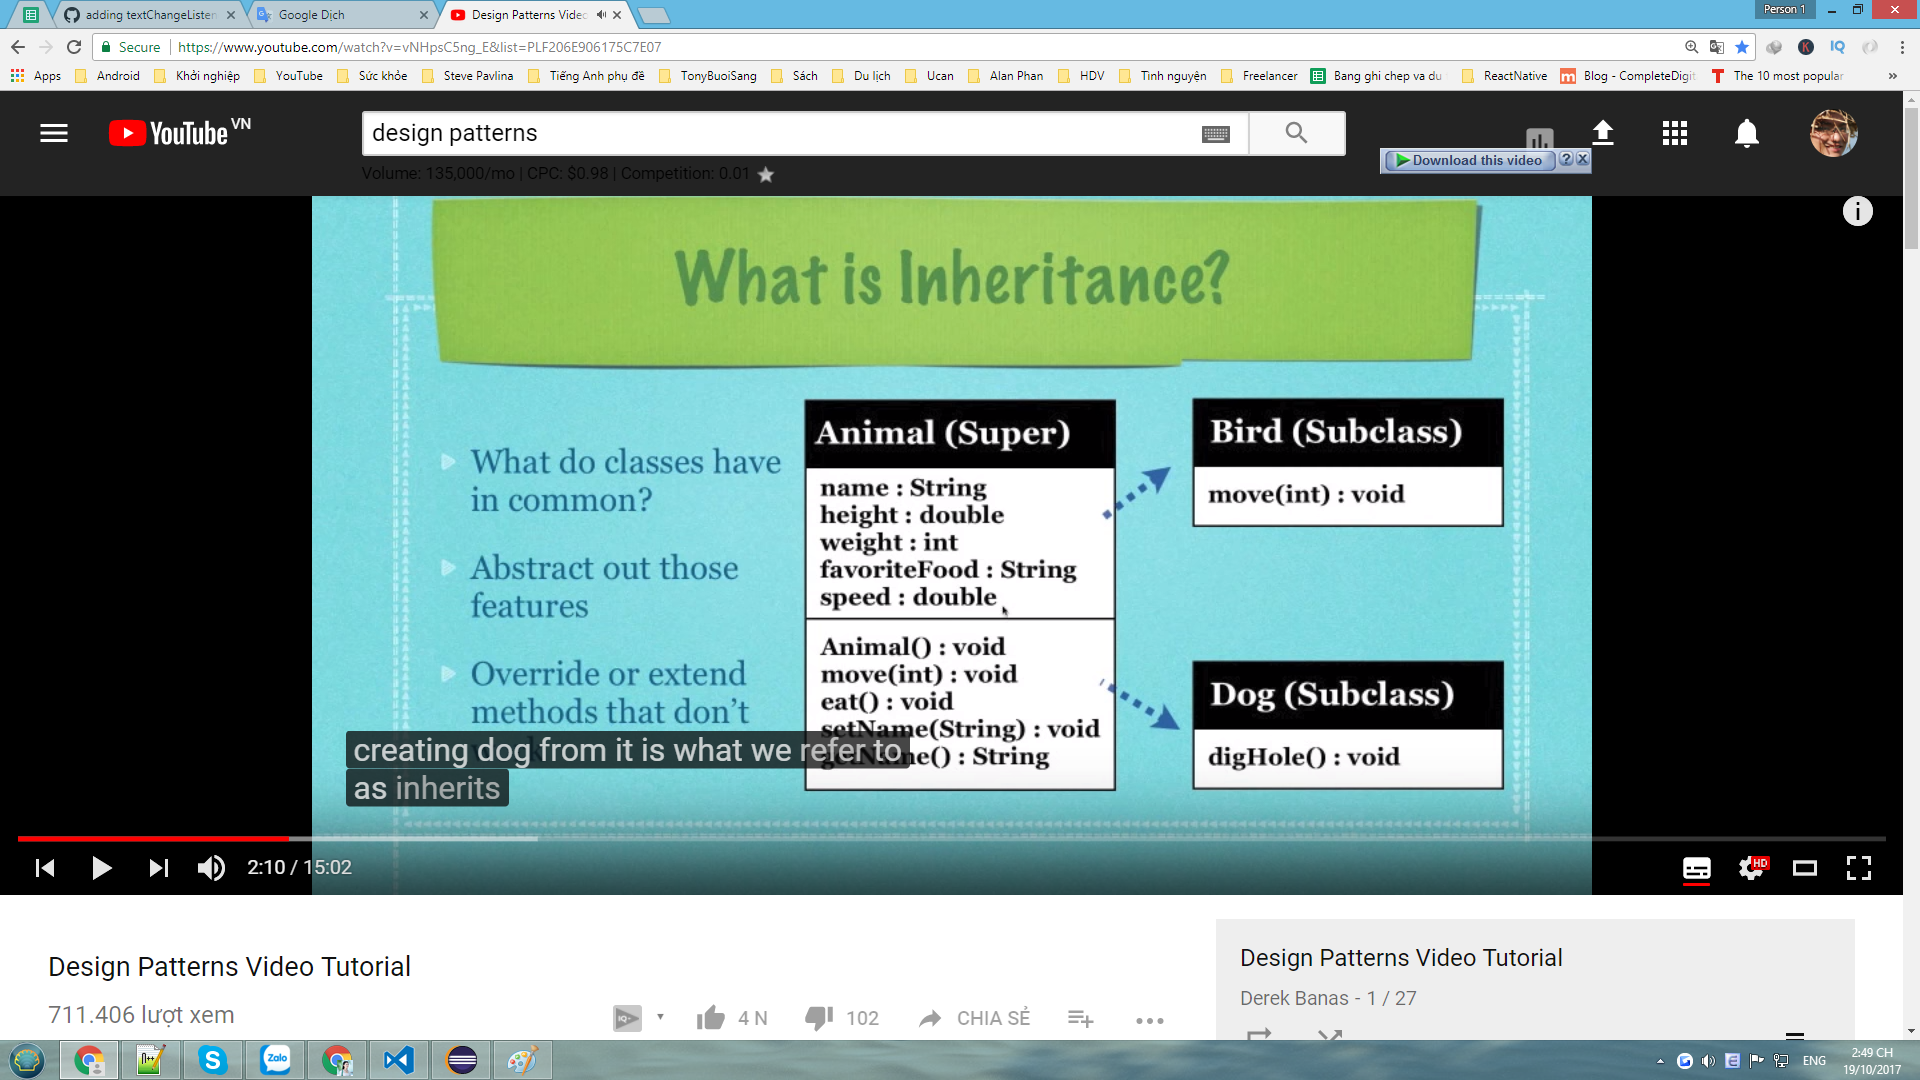 adding textChangeListen
Google Dịch
Design Patterns Video
Person 1
Secure
https://www.youtube.com/watch?v=vNHpsC5ng_E&list=PLF206E906175C7E07
Apps
Android
Khởi nghiệp
YouTube
Sức khỏe
Steve Pavlina
Tiếng Anh phụ đề
TonyBuoiSang
Sách
Du lịch
Ucan
Alan Phan
HDV
Tình nguyện
Freelancer
Bang ghi chep va du
ReactNative
Blog - CompleteDigit
The 10 most popular
YouTube VN
design patterns
Volume: 135,000/mo | CPC: $0.98 | Competition: 0.01
Download this video
What is Inheritance?
What do classes have
in common?
Abstract out those
features
Override or extend
methods that don't
Animal (Super)
name : String
height : double
weight : int
favoriteFood : String
speed : double
Animal() : void
move(int) : void
eat() : void
setName(String) : void
getName() : String
Bird (Subclass)
move(int) : void
Dog (Subclass)
digHole() : void
creating dog from it is what we refer to
as inherits
2:10 / 15:02
HD
Design Patterns Video Tutorial
711.406 lượt xem
4 N
102
CHIA SẺ
Design Patterns Video Tutorial
Derek Banas - 1 / 27
Zalo
ENG
2:49 CH
19/10/2017